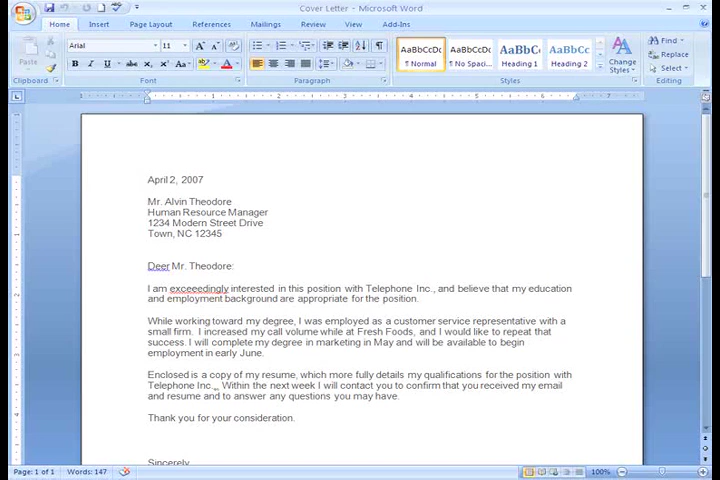 Cover Letter - Microsoft Word
Home Insert Page Layout References Mailings Review View Add-Ins
Arial 11
Paste
B I U abc Aa
AaBbCcDc AaBbCcDc AaBbC AaBbCc
¶ Normal ¶ No Spaci... Heading 1 Heading 2
Change Styles
Find
Replace
Select
Clipboard Font Paragraph Styles Editing
April 2, 2007
Mr. Alvin Theodore
Human Resource Manager
1234 Modern Street Drive
Town, NC 12345
Deer Mr. Theodore:
I am exceeedingly interested in this position with Telephone Inc., and believe that my education
and employment background are appropriate for the position.
While working toward my degree, I was employed as a customer service representative with a
small firm. I increased my call volume while at Fresh Foods, and I would like to repeat that
success. I will complete my degree in marketing in May and will be available to begin
employment in early June.
Enclosed is a copy of my resume, which more fully details my qualifications for the position with
Telephone Inc.,. Within the next week I will contact you to confirm that you received my email
and resume and to answer any questions you may have.
Thank you for your consideration.
Sincerely,
Page: 1 of 1 Words: 147 100%